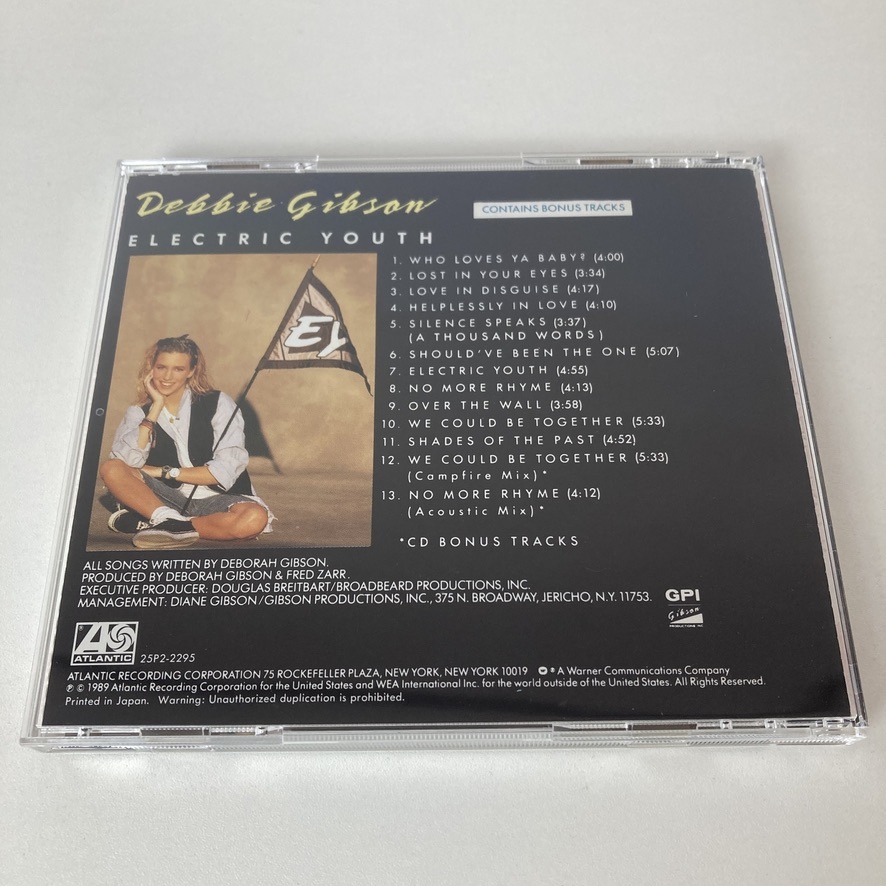 Debbie Gibson
CONTAINS BONUS TRACKS
ELECTRIC YOUTH
1. WHO LOVES YA BABY? (4:00)
2. LOST IN YOUR EYES (3:34)
3. LOVE IN DISGUISE (4:17)
4. HELPLESSLY IN LOVE (4:10)
5. SILENCE SPEAKS (3:37)
(A THOUSAND WORDS)
6. SHOULD'VE BEEN THE ONE (5:07)
7. ELECTRIC YOUTH (4:55)
8. NO MORE RHYME (4:13)
9. OVER THE WALL (3:58)
10. WE COULD BE TOGETHER (5:33)
11. SHADES OF THE PAST (4:52)
12. WE COULD BE TOGETHER (5:33)
(Campfire Mix)*
13. NO MORE RHYME (4:12)
(Acoustic Mix)*
*CD BONUS TRACKS
EY
ALL SONGS WRITTEN BY DEBORAH GIBSON.
PRODUCED BY DEBORAH GIBSON & FRED ZARR.
EXECUTIVE PRODUCER: DOUGLAS BREITBART/BROADBEARD PRODUCTIONS, INC.
MANAGEMENT: DIANE GIBSON/GIBSON PRODUCTIONS, INC., 375 N. BROADWAY, JERICHO, N.Y. 11753.
GPI
Gibson
PRODUCTIONS INC
ATLANTIC
25P2-2295
ATLANTIC RECORDING CORPORATION 75 ROCKEFELLER PLAZA, NEW YORK, NEW YORK 10019 ® A Warner Communications Company
℗ © 1989 Atlantic Recording Corporation for the United States and WEA International Inc. for the world outside of the United States. All Rights Reserved.
Printed in Japan. Warning: Unauthorized duplication is prohibited.